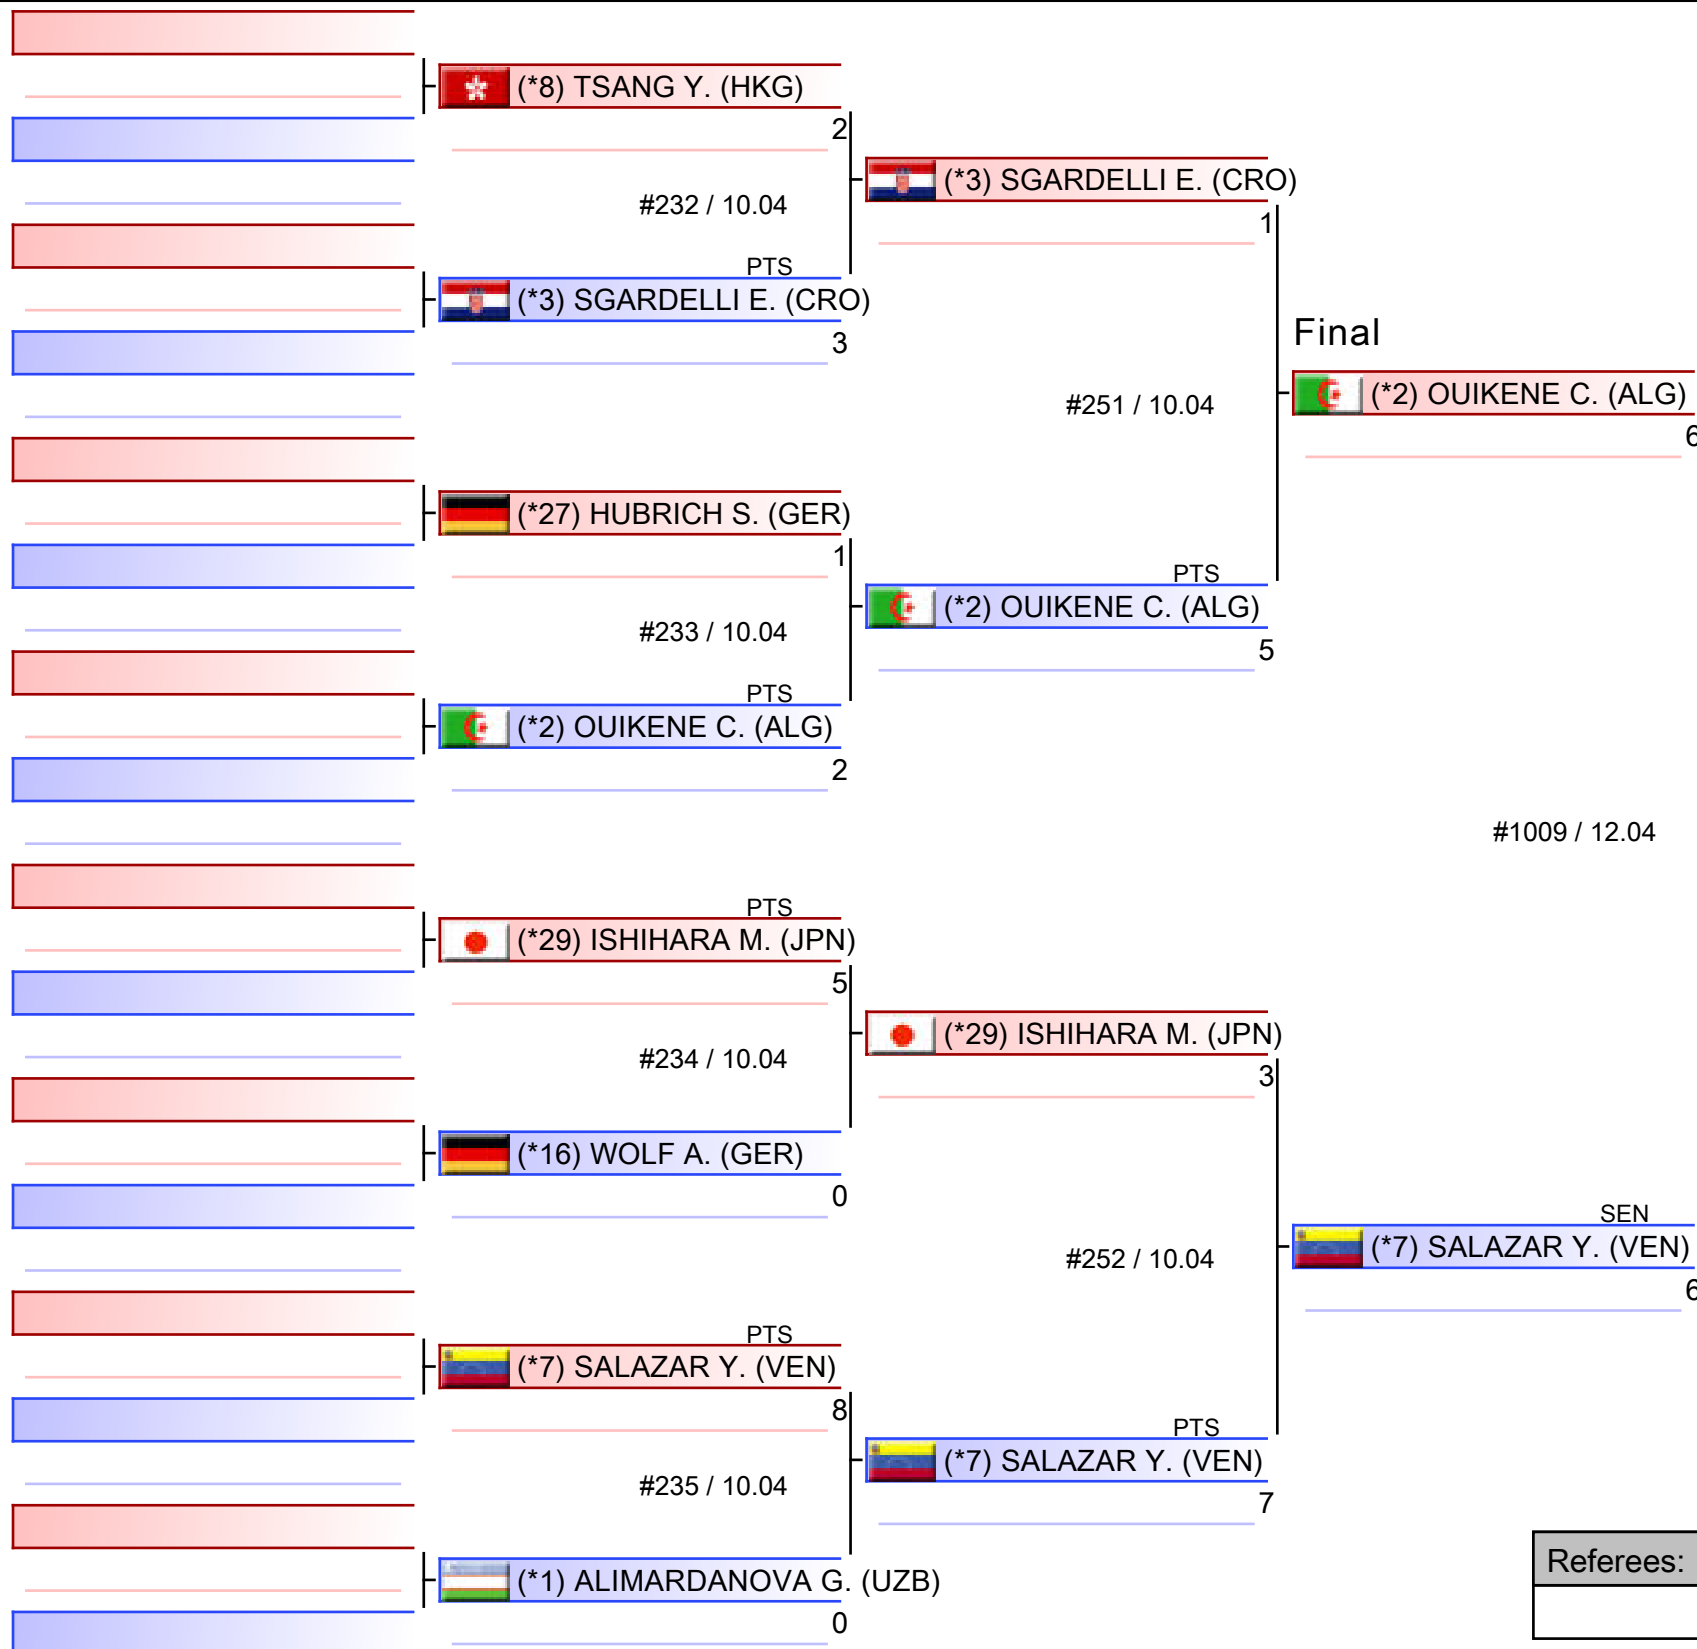 (*8) TSANG Y. (HKG)
2
#232 / 10.04
PTS
(*3) SGARDELLI E. (CRO)
3
(*27) HUBRICH S. (GER)
1
#233 / 10.04
PTS
(*2) OUIKENE C. (ALG)
2
PTS
(*29) ISHIHARA M. (JPN)
5
#234 / 10.04
(*16) WOLF A. (GER)
0
PTS
(*7) SALAZAR Y. (VEN)
8
#235 / 10.04
(*1) ALIMARDANOVA G. (UZB)
0
(*3) SGARDELLI E. (CRO)
1
#251 / 10.04
PTS
(*2) OUIKENE C. (ALG)
5
(*29) ISHIHARA M. (JPN)
3
#252 / 10.04
PTS
(*7) SALAZAR Y. (VEN)
7
Final
(*2) OUIKENE C. (ALG)
6
#1009 / 12.04
SEN
(*7) SALAZAR Y. (VEN)
6
Referees: